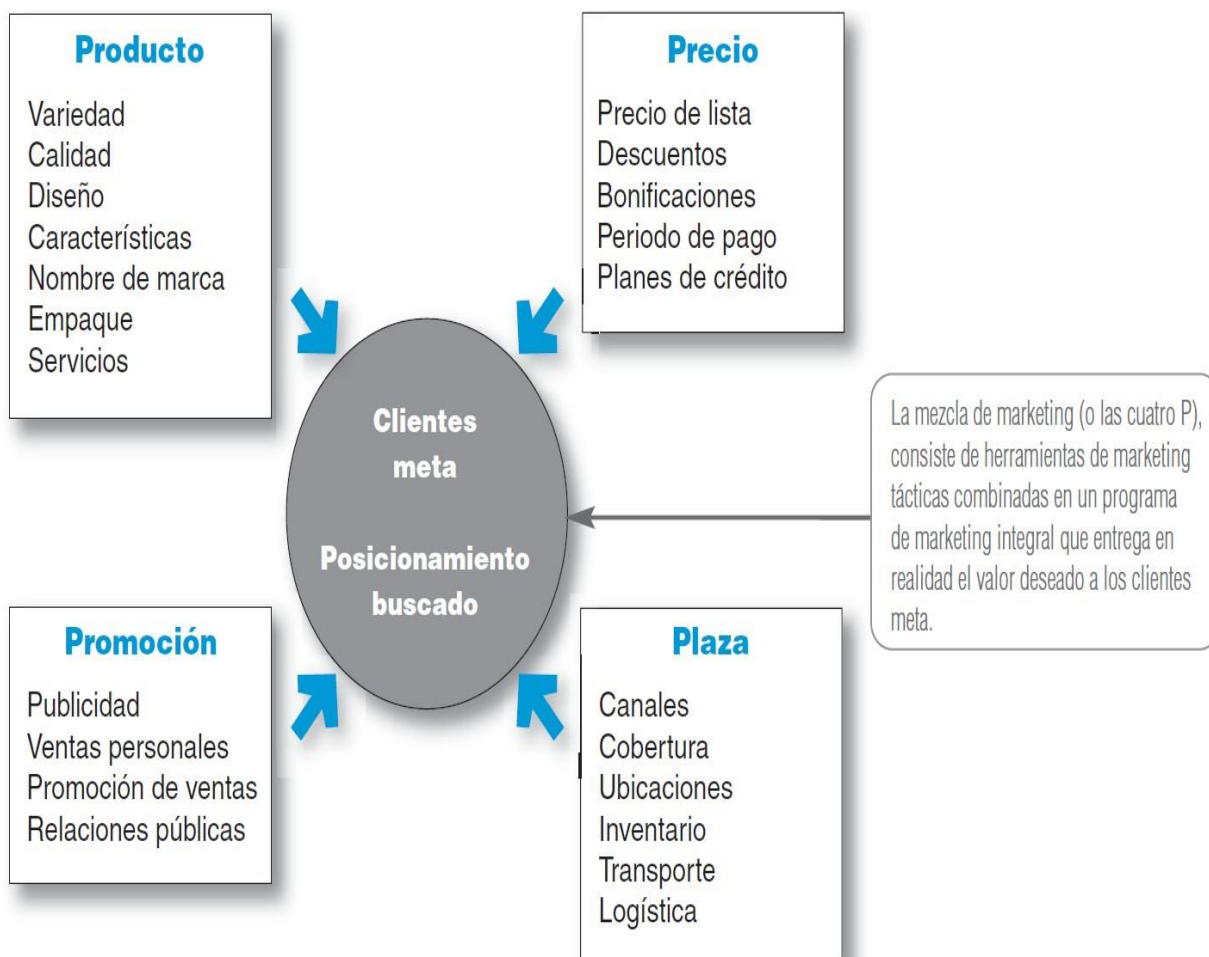 Producto
Variedad
Calidad
Diseño
Características
Nombre de marca
Empaque
Servicios
Precio
Precio de lista
Descuentos
Bonificaciones
Periodo de pago
Planes de crédito
Clientes
meta
Posicionamiento
buscado
La mezcla de marketing (o las cuatro P),
consiste de herramientas de marketing
tácticas combinadas en un programa
de marketing integral que entrega en
realidad el valor deseado a los clientes
meta.
Promoción
Publicidad
Ventas personales
Promoción de ventas
Relaciones públicas
Plaza
Canales
Cobertura
Ubicaciones
Inventario
Transporte
Logística